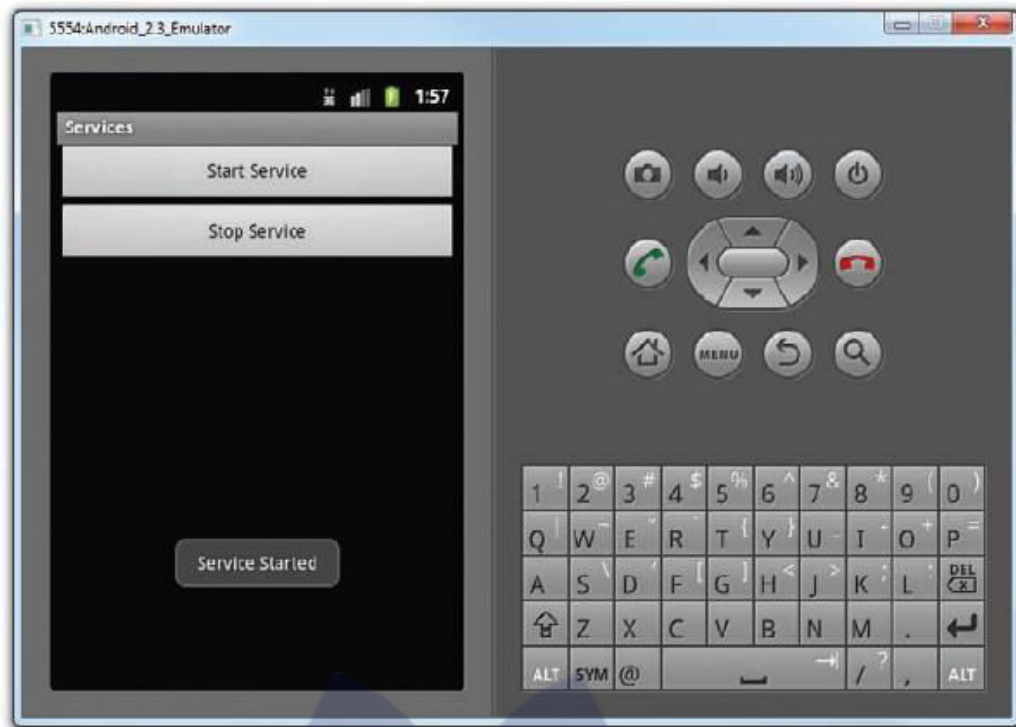 5554:Android_2.3_Emulator
3G 1:57
Services
Start Service
Stop Service
Service Started
MENU
1 ! 2 @ 3 # 4 $ 5 % 6 ^ 7 & 8 * 9 ( 0 )
Q | W ~ E " R ` T { Y } U _ I - O + P =
A S \ D ' F [ G ] H < J > K ; L : DEL
Z X C V B N M .
ALT SYM @ / ? , ALT